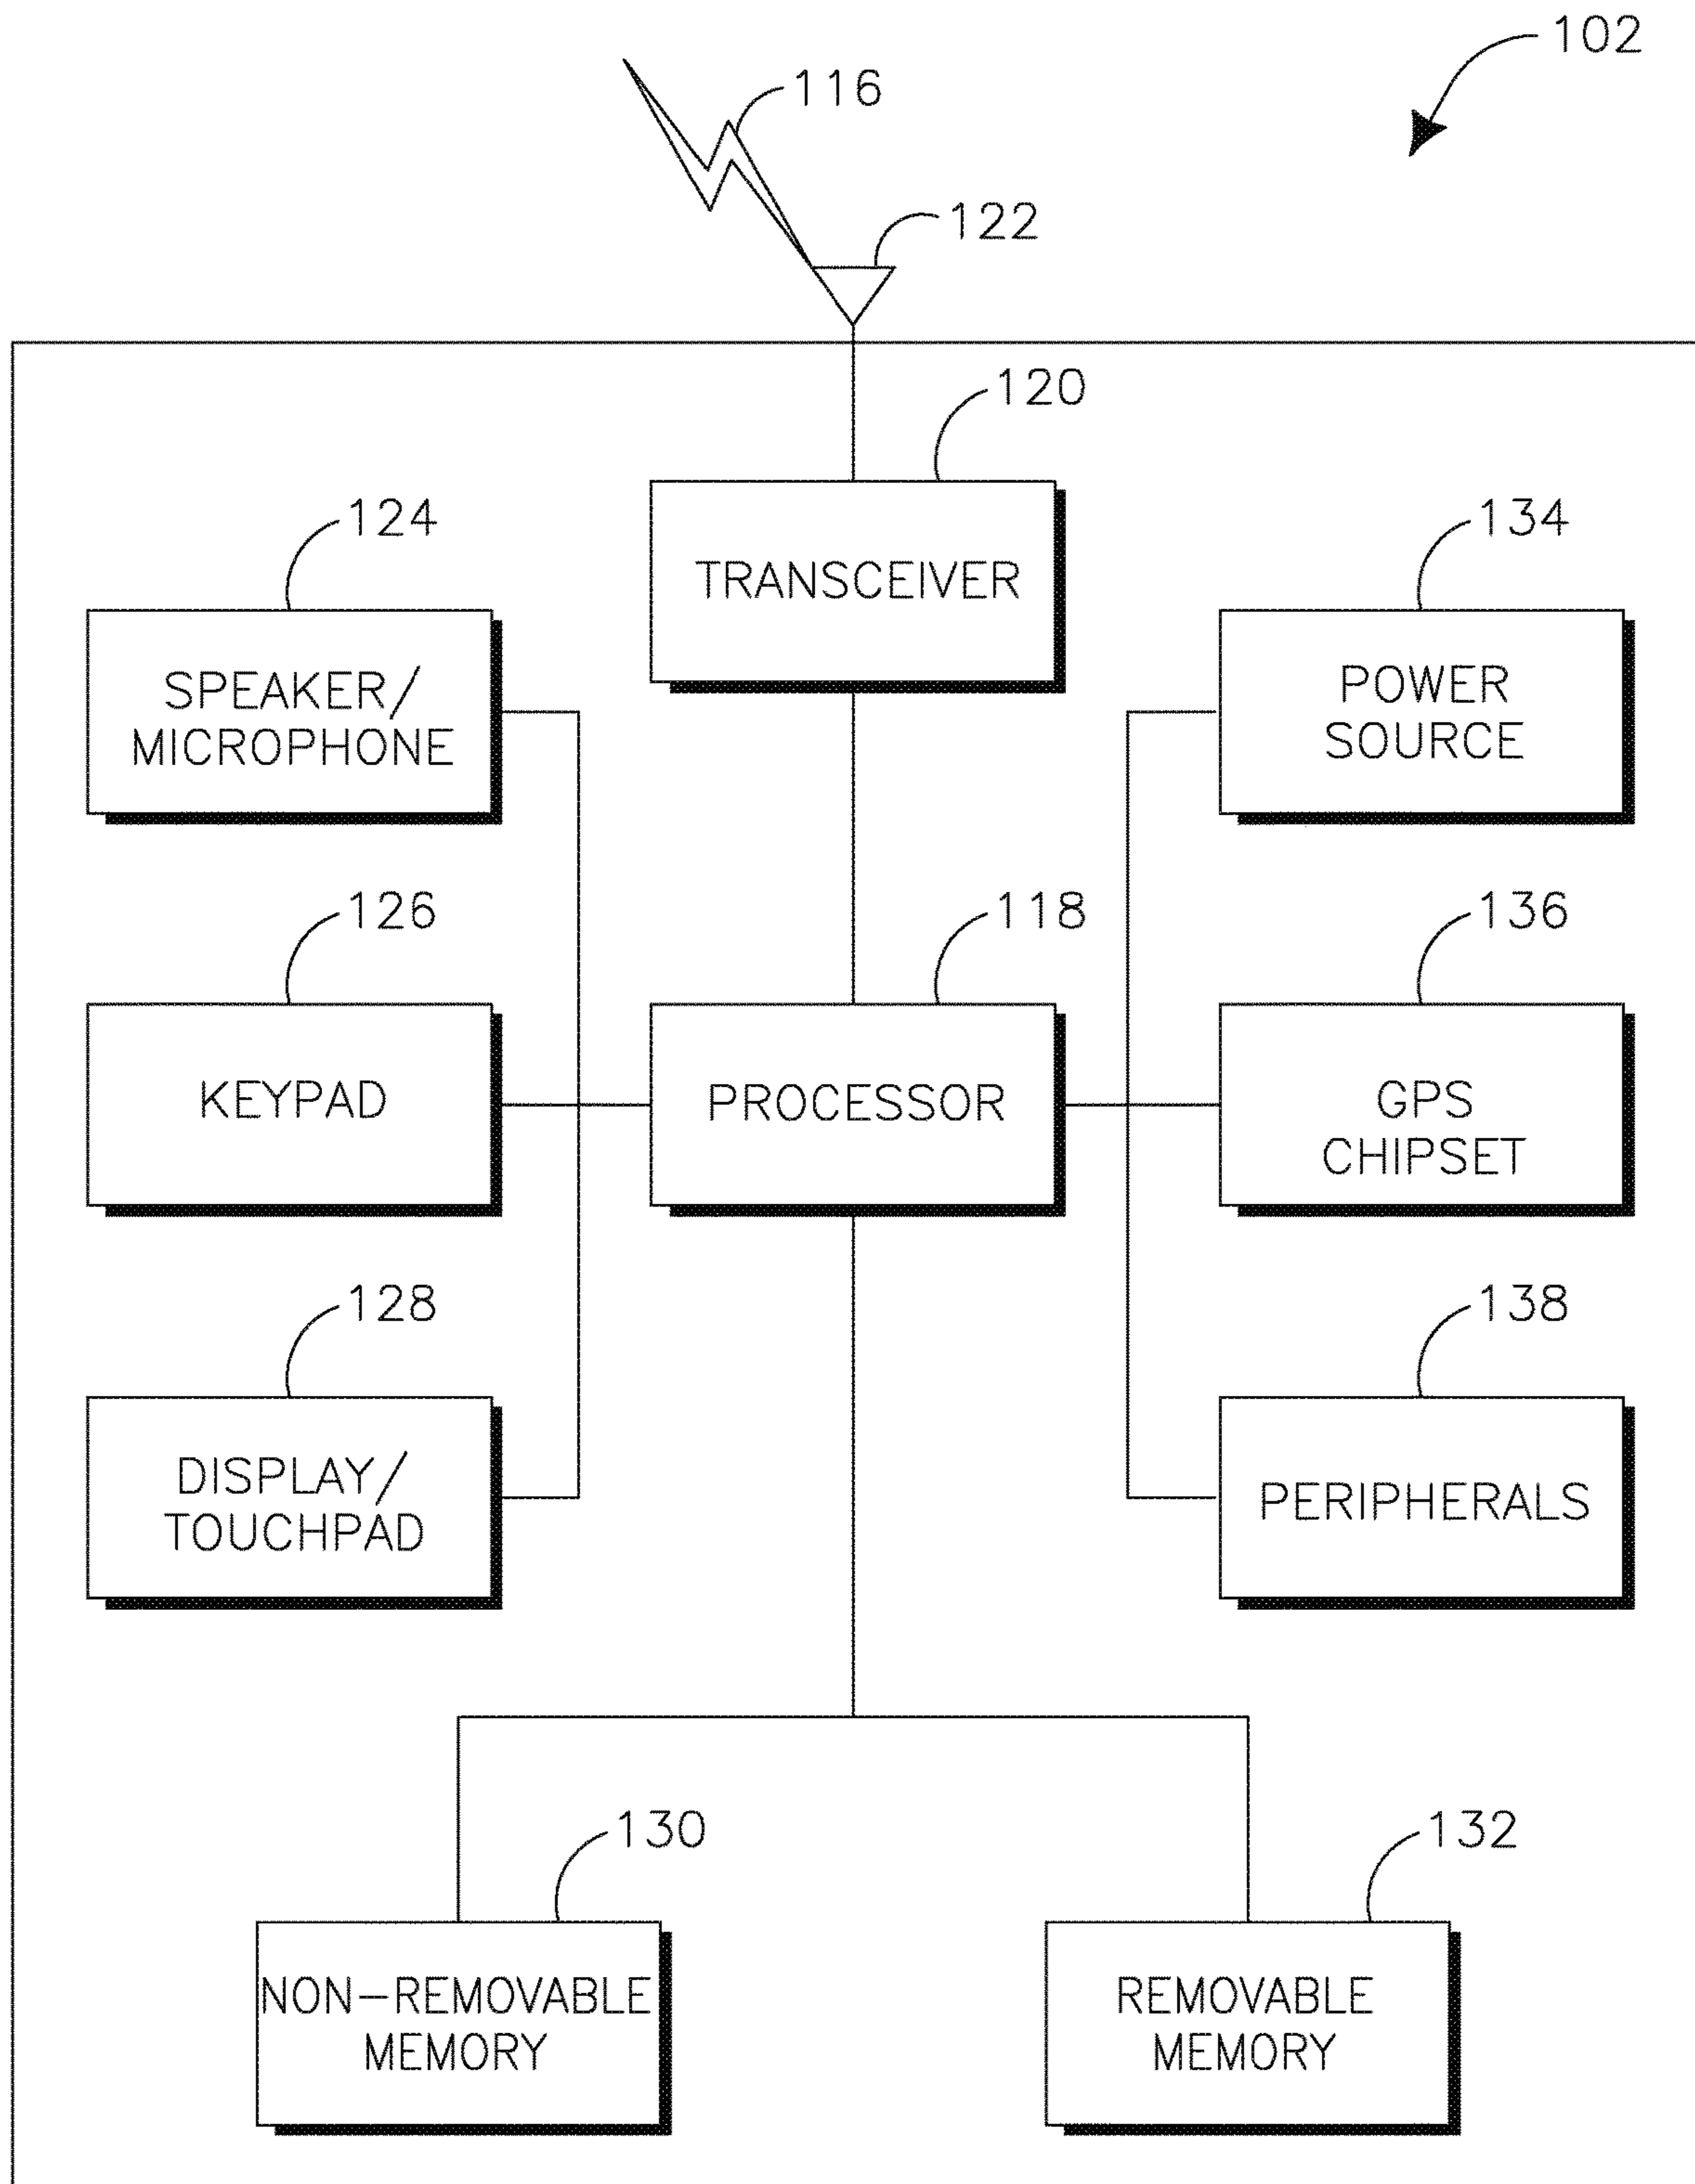 102
116
122
120
TRANSCEIVER
124
SPEAKER/
MICROPHONE
134
POWER
SOURCE
126
KEYPAD
118
PROCESSOR
136
GPS
CHIPSET
128
DISPLAY/
TOUCHPAD
138
PERIPHERALS
130
NON-REMOVABLE
MEMORY
132
REMOVABLE
MEMORY